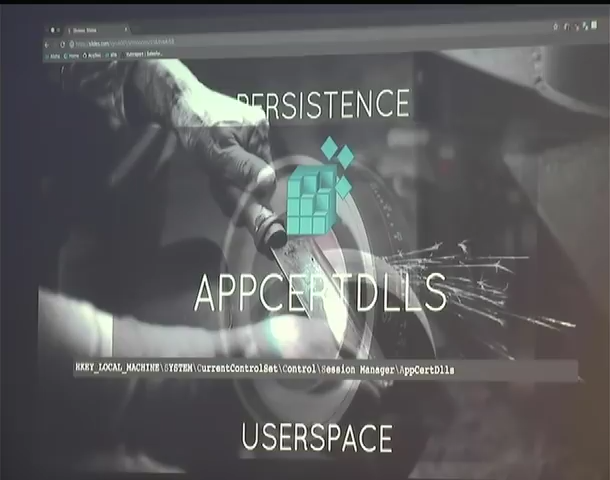 PERSISTENCE
APPCERTDLLS
HKEY_LOCAL_MACHINE\SYSTEM\CurrentControlSet\Control\Session Manager\AppCertDlls
USERSPACE